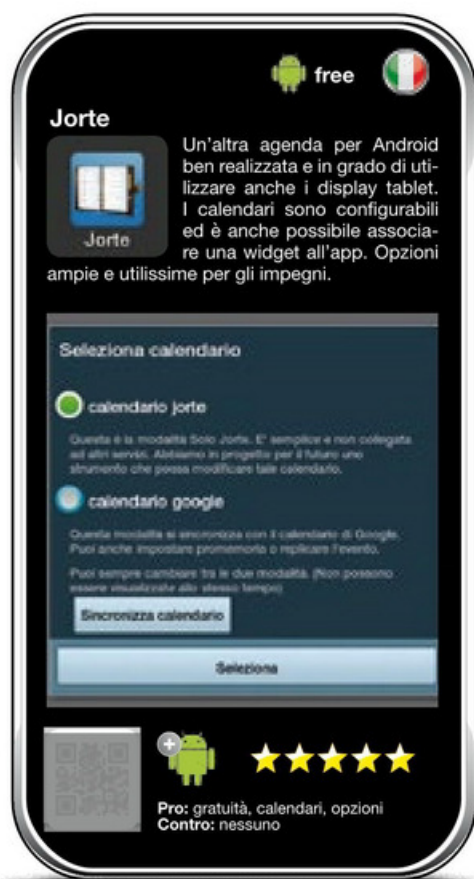 free
Jorte
Un'altra agenda per Android
ben realizzata e in grado di uti-
lizzare anche i display tablet.
I calendari sono configurabili
ed è anche possibile associa-
re una widget all'app. Opzioni
ampie e utilissime per gli impegni.
Jorte
Seleziona calendario
calendario jorte
Questa è la modalità Solo Jorte. E' semplice e non collegata
ad altri servizi. Abbiamo in progetto per il futuro uno
strumento che possa modificare tale calendario.
calendario google
Questa modalità si sincronizza con il calendario di Google.
Puoi anche impostare promemoria o replicare l'evento.
Puoi sempre cambiare tra le due modalità. (Non possono
essere visualizzate allo stesso tempo)
Sincronizza calendario
Seleziona
Pro: gratuità, calendari, opzioni
Contro: nessuno